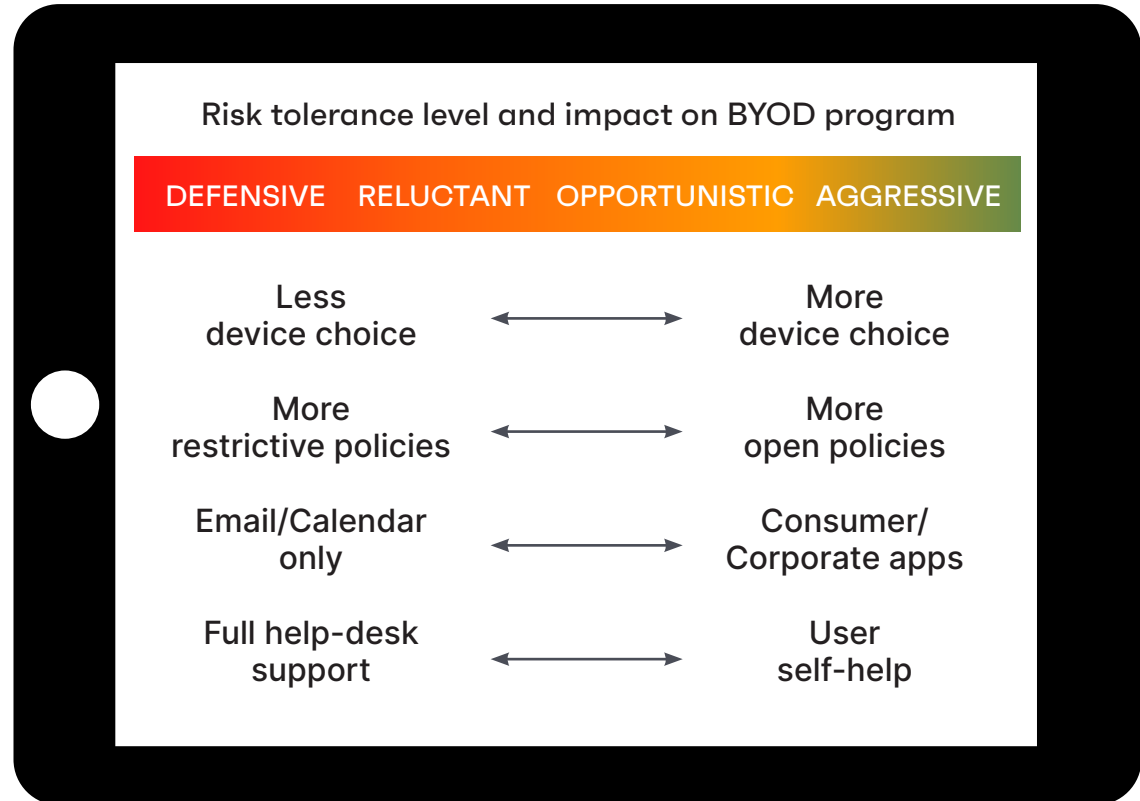 Risk tolerance level and impact on BYOD program
DEFENSIVE RELUCTANT OPPORTUNISTIC AGGRESSIVE
Less
device choice
More
device choice
More
restrictive policies
More
open policies
Email/Calendar
only
Consumer/
Corporate apps
Full help-desk
support
User
self-help